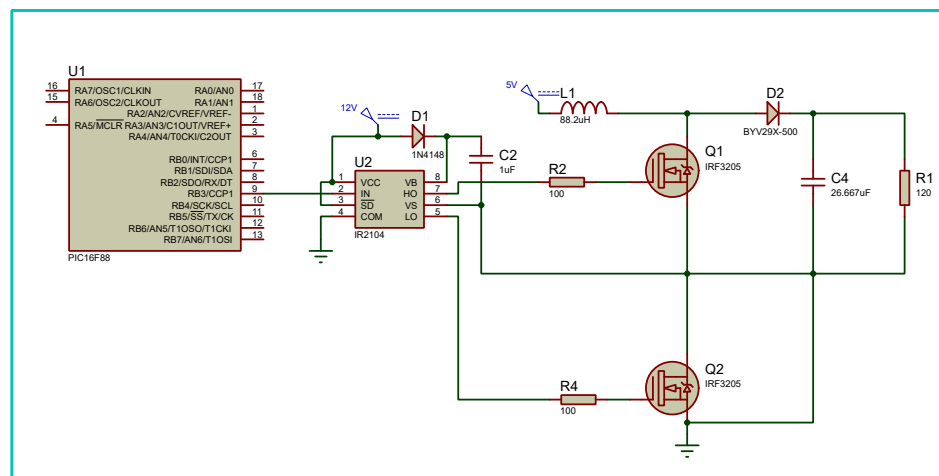 U1
16 RA7/OSC1/CLKIN RA0/AN0 17
15 RA6/OSC2/CLKOUT RA1/AN1 18
RA2/AN2/CVREF/VREF- 1
4 RA5/MCLR RA3/AN3/C1OUT/VREF+ 2
RA4/AN4/T0CKI/C2OUT 3
RB0/INT/CCP1 6
RB1/SDI/SDA 7
RB2/SDO/RX/DT 8
RB3/CCP1 9
RB4/SCK/SCL 10
RB5/SS/TX/CK 11
RB6/AN5/T1OSO/T1CKI 12
RB7/AN6/T1OSI 13
PIC16F88
12V
D1
1N4148
C2
1uF
U2
1 VCC VB 8
2 IN HO 7
3 SD VS 6
4 COM LO 5
IR2104
5V
L1
88.2uH
D2
BYV29X-500
R2
100
Q1
IRF3205
C4
26.667uF
R1
120
R4
100
Q2
IRF3205